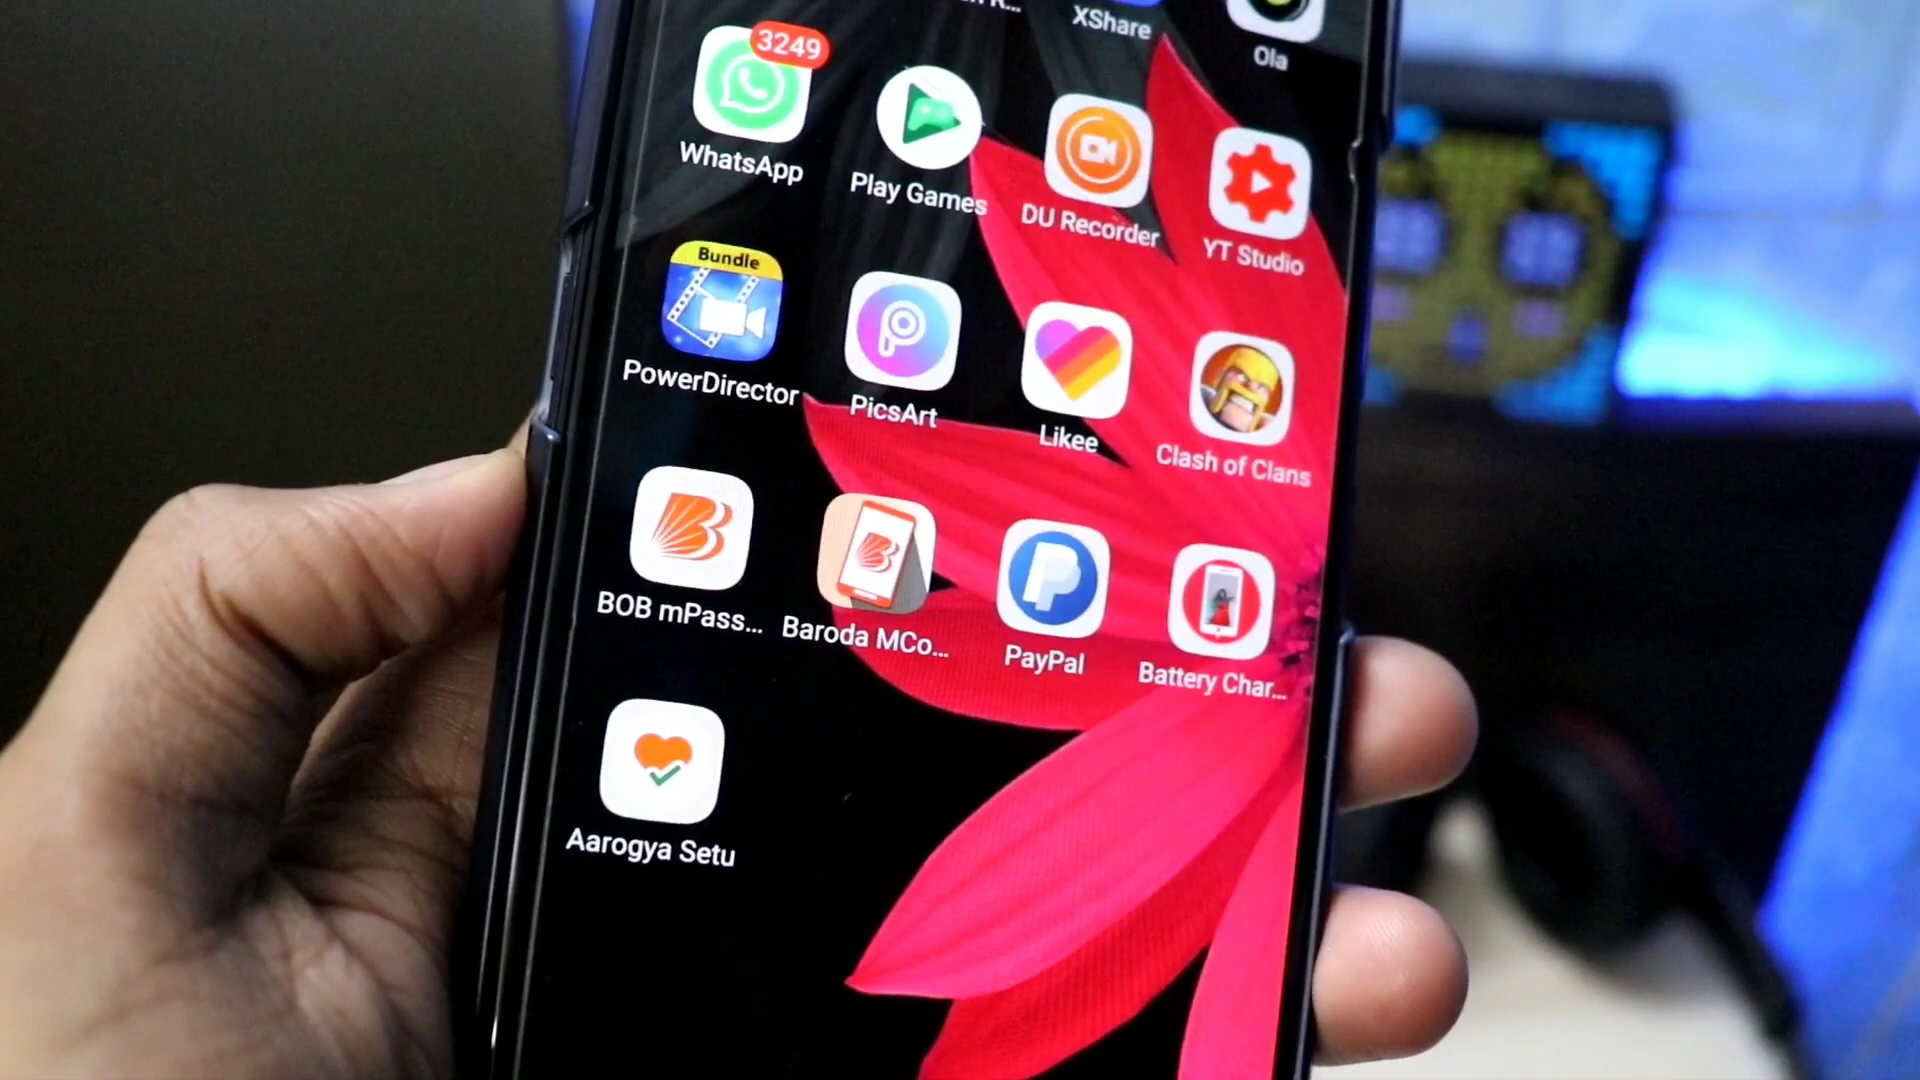 XShare
Ola
3249
WhatsApp
Play Games
DU Recorder
YT Studio
Bundle
PowerDirector
PicsArt
Likee
Clash of Clans
BOB mPass...
Baroda MCo...
PayPal
Battery Char...
Aarogya Setu